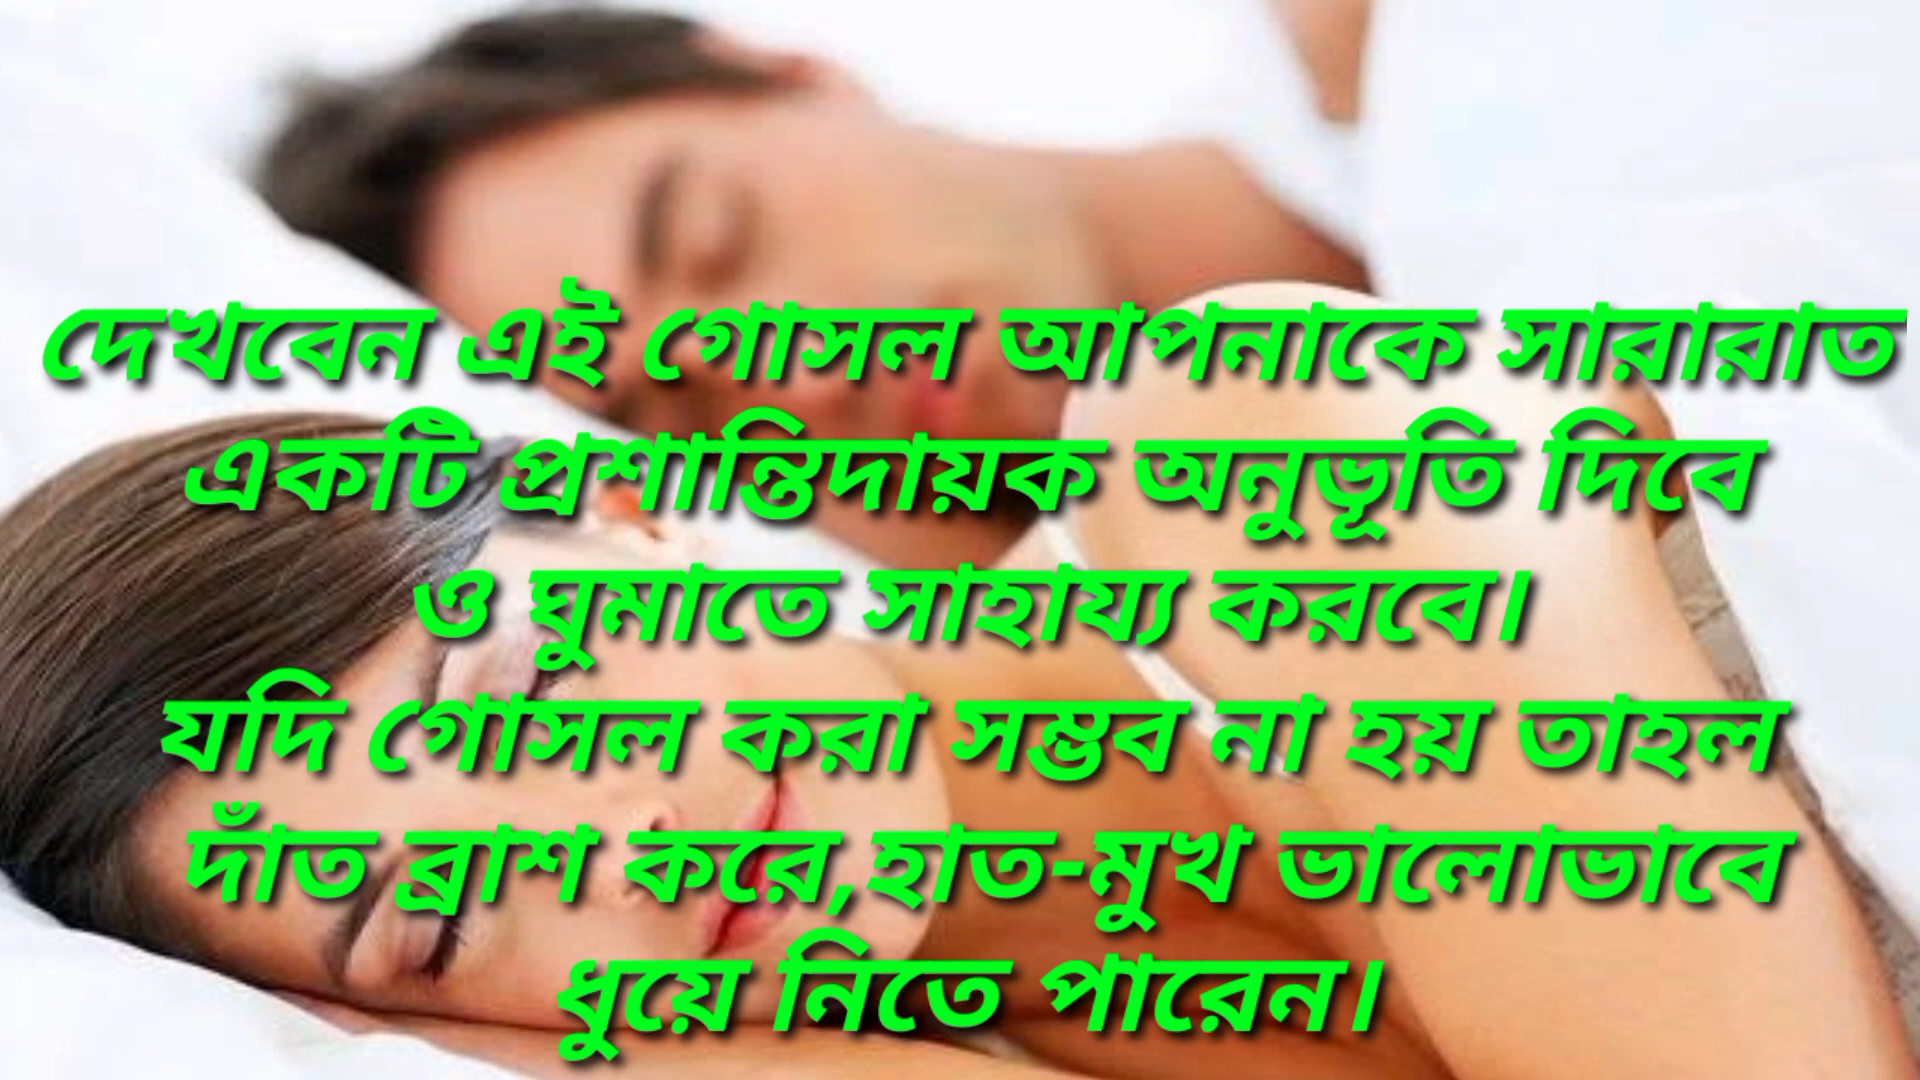 দেখবেন এই গোসল আপনাকে সারারাত
একটি প্রশান্তিদায়ক অনুভূতি দিবে
ও ঘুমাতে সাহায্য করবে।
যদি গোসল করা সম্ভব না হয় তাহল
দাঁত ব্রাশ করে,হাত-মুখ ভালোভাবে
ধুয়ে নিতে পারেন।